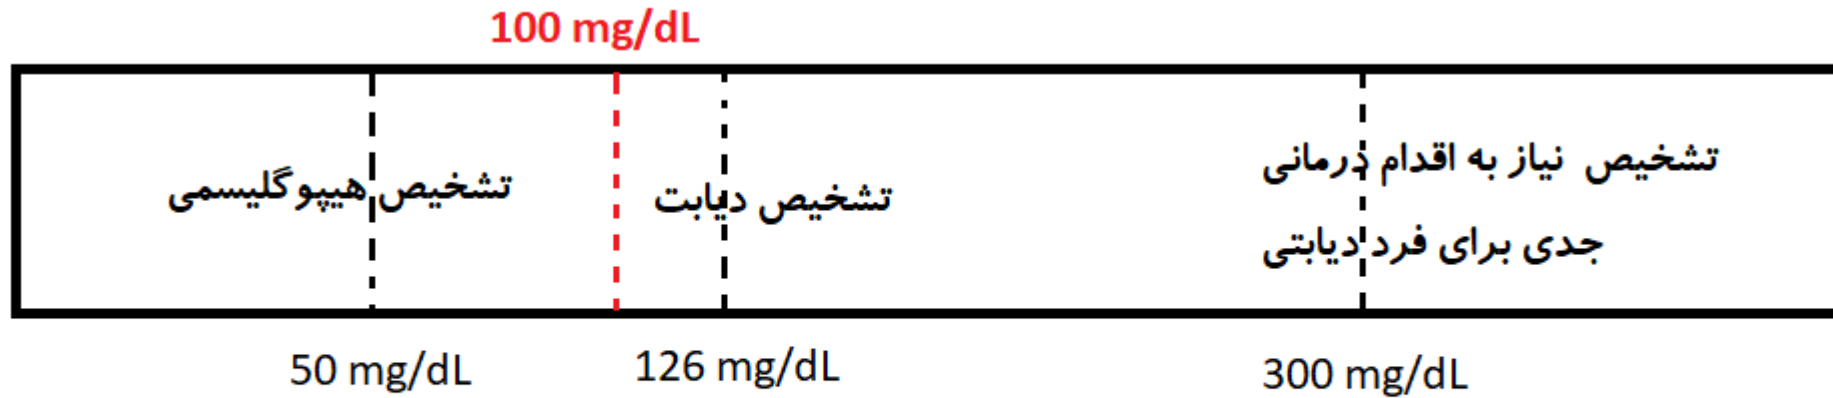 100 mg/dL
تشخیص هیپوگلیسمی
تشخیص دیابت
تشخیص نیاز به اقدام درمانی
جدی برای فرد دیابتی
50 mg/dL
126 mg/dL
300 mg/dL